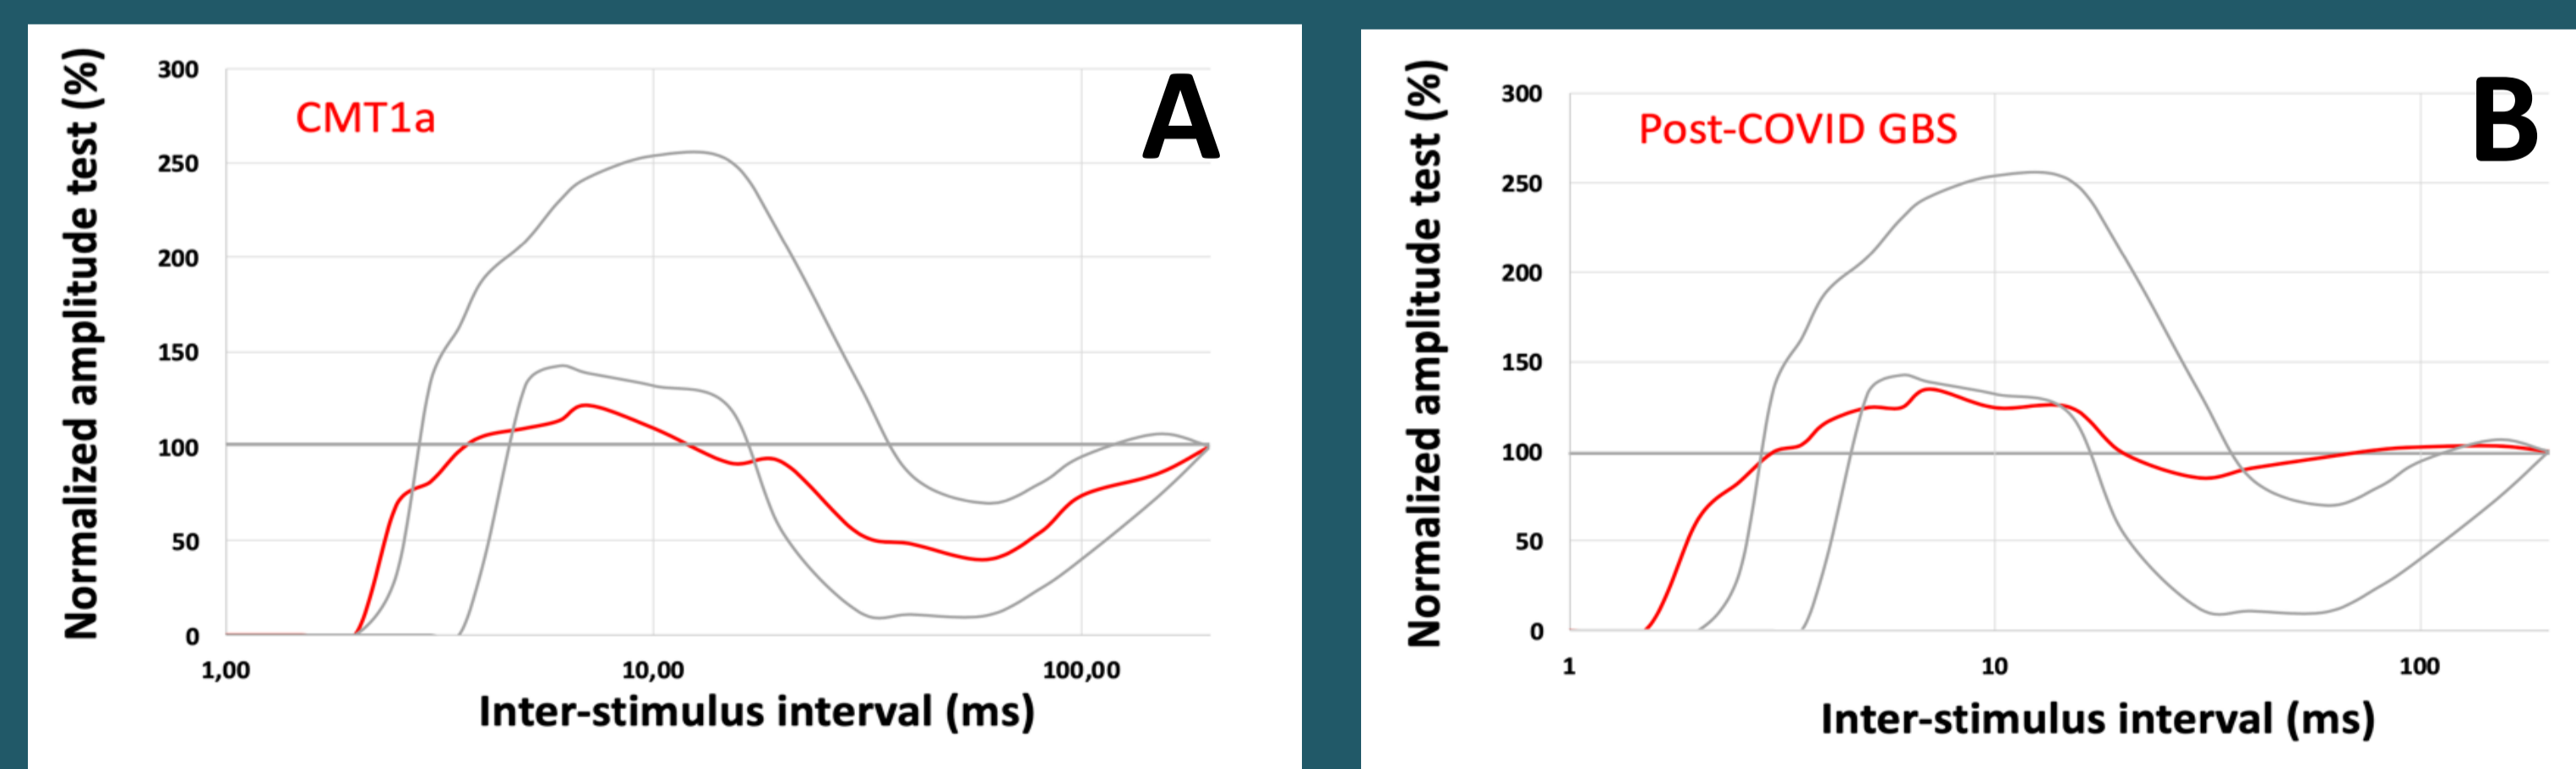 A
CMT1a
Normalized amplitude test (%)
300
250
200
150
100
50
0
1,00
10,00
100,00
Inter-stimulus interval (ms)
B
Post-COVID GBS
Normalized amplitude test (%)
300
250
200
150
100
50
0
1
10
100
Inter-stimulus interval (ms)